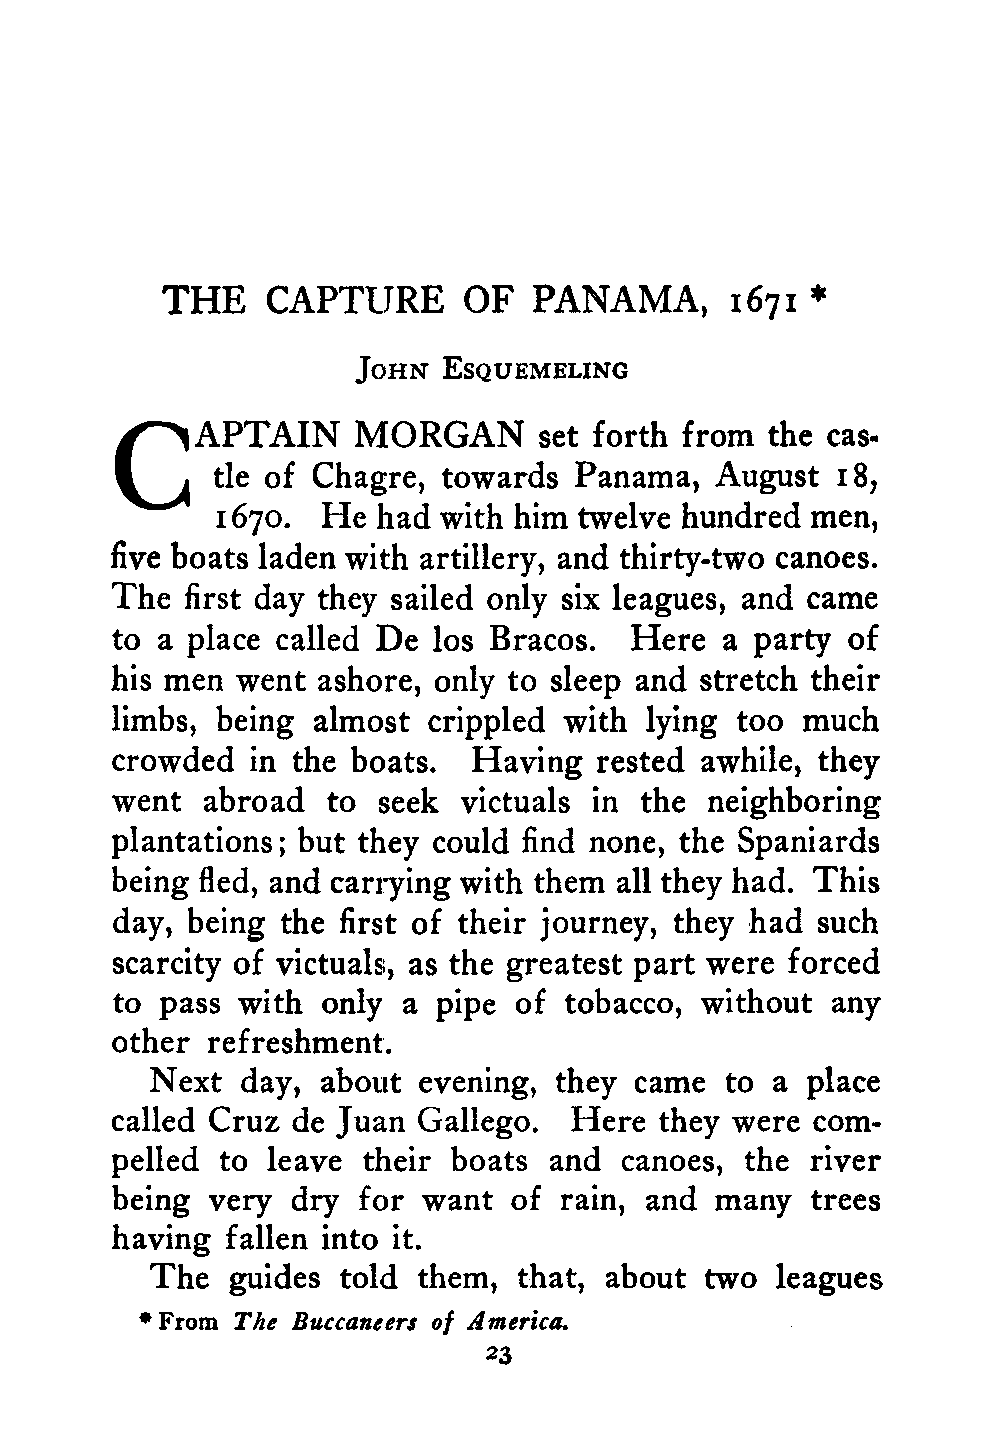 THE CAPTURE OF PANAMA, 1671 *
JOHN ESQUEMELING
CAPTAIN MORGAN set forth from the cas-
tle of Chagre, towards Panama, August 18,
1670. He had with him twelve hundred men,
five boats laden with artillery, and thirty-two canoes.
The first day they sailed only six leagues, and came
to a place called De los Bracos. Here a party of
his men went ashore, only to sleep and stretch their
limbs, being almost crippled with lying too much
crowded in the boats. Having rested awhile, they
went abroad to seek victuals in the neighboring
plantations; but they could find none, the Spaniards
being fled, and carrying with them all they had. This
day, being the first of their journey, they had such
scarcity of victuals, as the greatest part were forced
to pass with only a pipe of tobacco, without any
other refreshment.
Next day, about evening, they came to a place
called Cruz de Juan Gallego. Here they were com-
pelled to leave their boats and canoes, the river
being very dry for want of rain, and many trees
having fallen into it.
The guides told them, that, about two leagues
* From The Buccaneers of America.
23